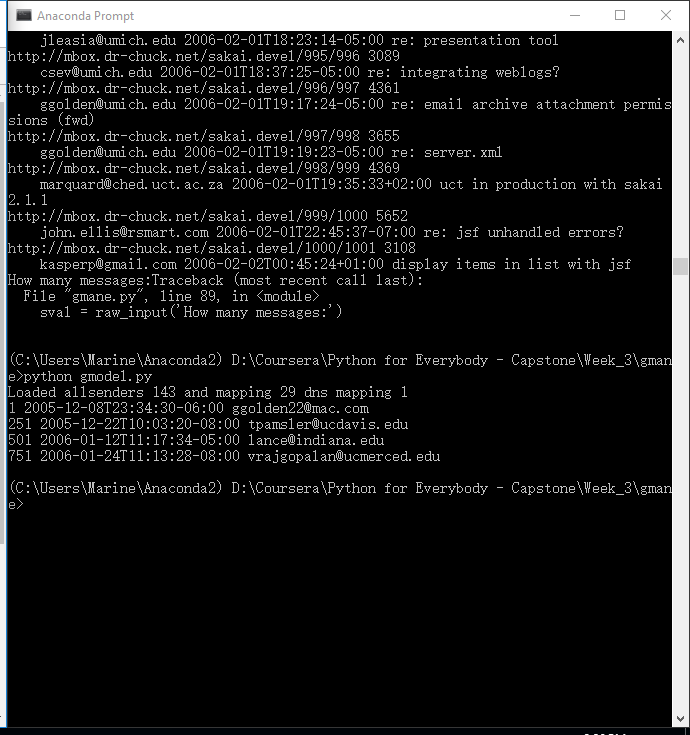 Anaconda Prompt
jleasia@umich.edu 2006-02-01T18:23:14-05:00 re: presentation tool
http://mbox.dr-chuck.net/sakai.devel/995/996 3089
csev@umich.edu 2006-02-01T18:37:25-05:00 re: integrating weblogs?
http://mbox.dr-chuck.net/sakai.devel/996/997 4361
ggolden@umich.edu 2006-02-01T19:17:24-05:00 re: email archive attachment permis
sions (fwd)
http://mbox.dr-chuck.net/sakai.devel/997/998 3655
ggolden@umich.edu 2006-02-01T19:19:23-05:00 re: server.xml
http://mbox.dr-chuck.net/sakai.devel/998/999 4369
marquard@ched.uct.ac.za 2006-02-01T19:35:33+02:00 uct in production with sakai
2.1.1
http://mbox.dr-chuck.net/sakai.devel/999/1000 5652
john.ellis@rsmart.com 2006-02-01T22:45:37-07:00 re: jsf unhandled errors?
http://mbox.dr-chuck.net/sakai.devel/1000/1001 3108
kasperp@gmail.com 2006-02-02T00:45:24+01:00 display items in list with jsf
How many messages:Traceback (most recent call last):
File "gmane.py", line 89, in <module>
sval = raw_input('How many messages:')
(C:\Users\Marine\Anaconda2) D:\Coursera\Python for Everybody - Capstone\Week_3\gman
e>python gmodel.py
Loaded allsenders 143 and mapping 29 dns mapping 1
1 2005-12-08T23:34:30-06:00 ggolden22@mac.com
251 2005-12-22T10:03:20-08:00 tpamsler@ucdavis.edu
501 2006-01-12T11:17:34-05:00 lance@indiana.edu
751 2006-01-24T11:13:28-08:00 vrajgopalan@ucmerced.edu
(C:\Users\Marine\Anaconda2) D:\Coursera\Python for Everybody - Capstone\Week_3\gman
e>